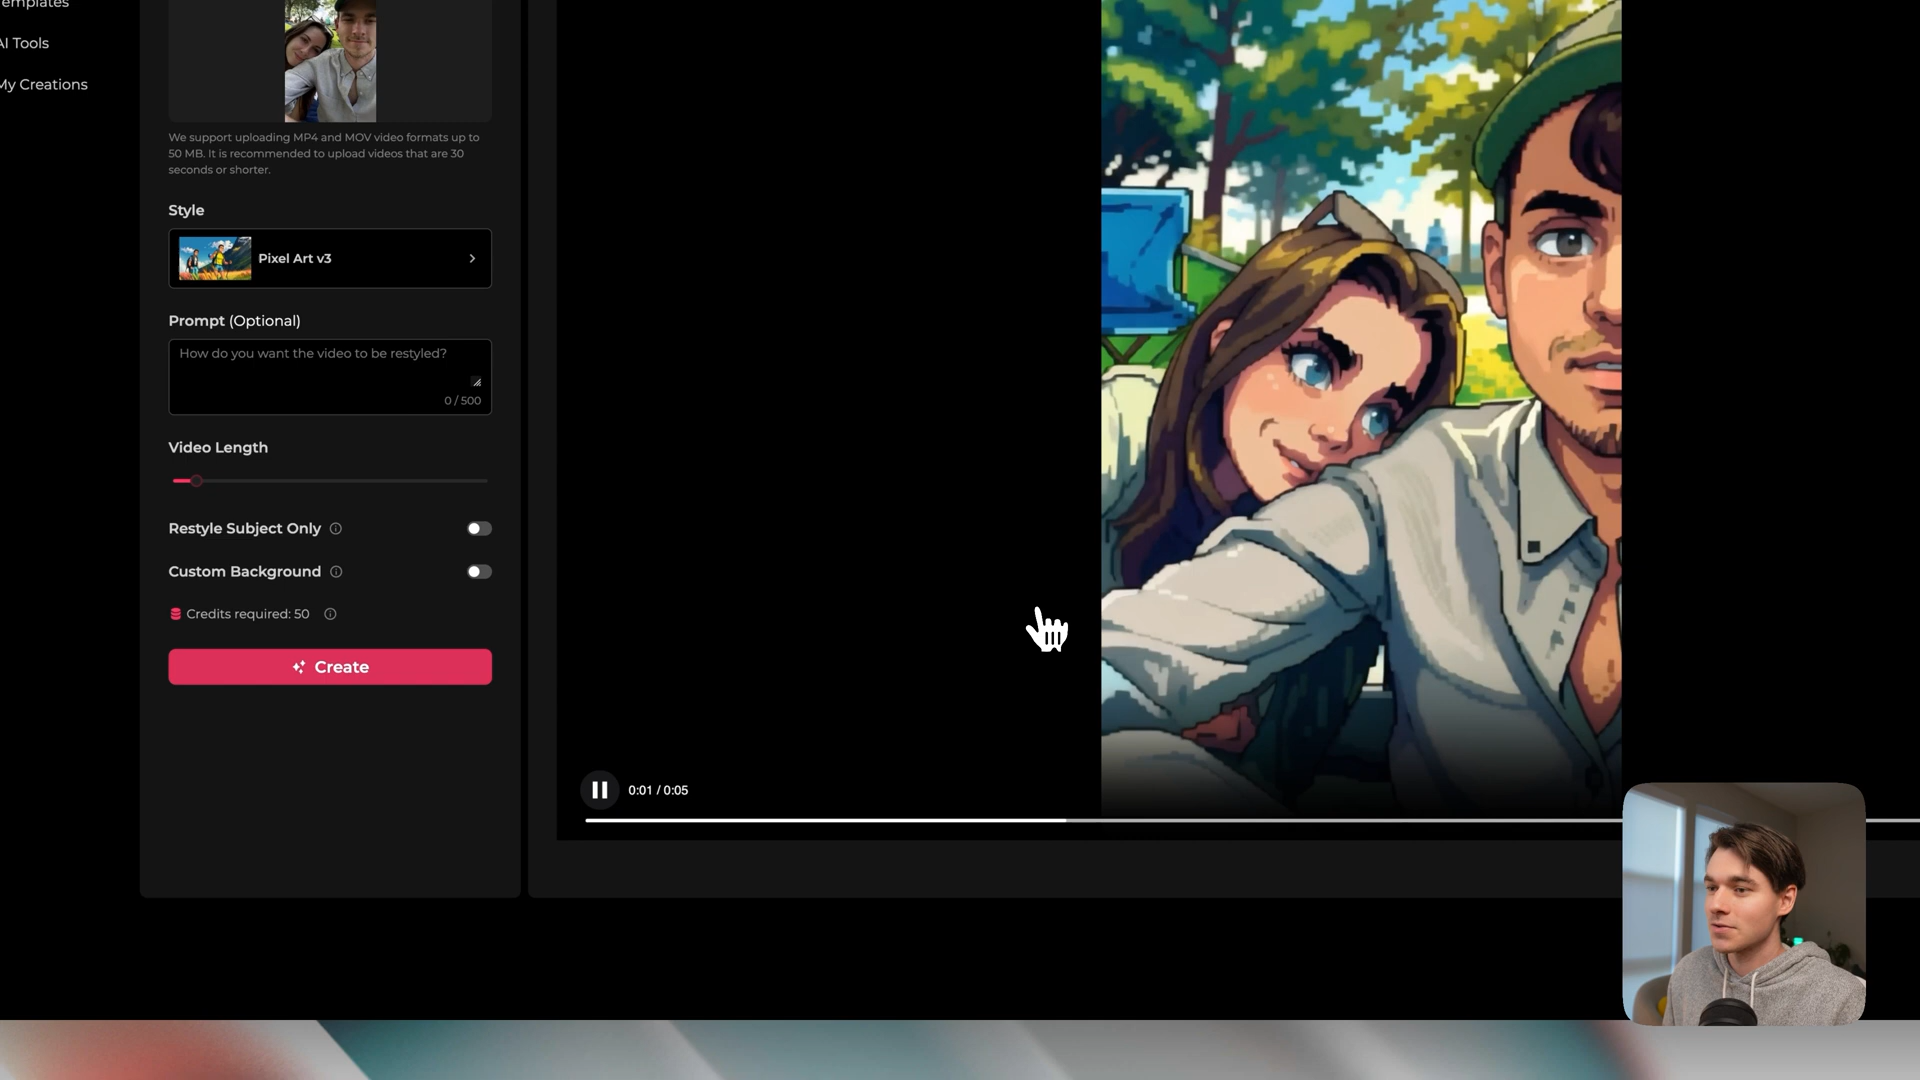 emplates
AI Tools
My Creations
We support uploading MP4 and MOV video formats up to
50 MB. It is recommended to upload videos that are 30
seconds or shorter.
Style
Pixel Art v3
Prompt (Optional)
How do you want the video to be restyled?
0 / 500
Video Length
Restyle Subject Only
Custom Background
Credits required: 50
Create
0:01 / 0:05